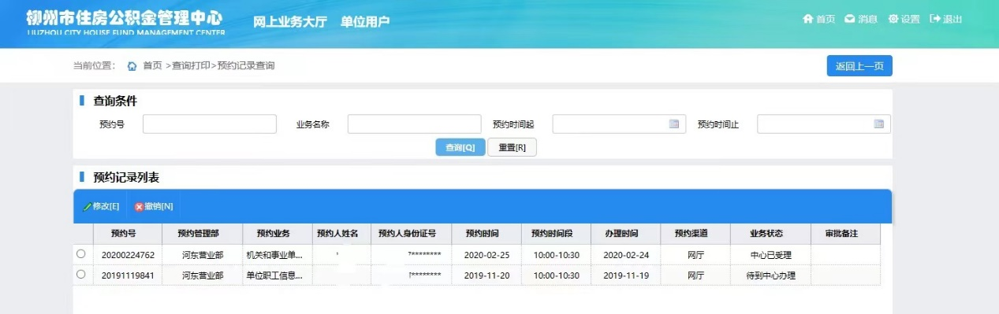 柳州市住房公积金管理中心 网上业务大厅 单位用户 首页 消息 设置 退出
LIUZHOU CITY HOUSE FUND MANAGEMENT CENTER
当前位置： 首页 >查询打印>预约记录查询 返回上一页
查询条件
预约号 业务名称 预约时间起 预约时间止
查询[Q] 重置[R]
预约记录列表
修改[E] 撤销[N]
预约号 预约管理部 预约业务 预约人姓名 预约人身份证号 预约时间 预约时间段 办理时间 预约渠道 业务状态 审批备注
20200224762 河东营业部 机关和事业单... ******** 2020-02-25 10:00-10:30 2020-02-24 网厅 中心已受理
20191119841 河东营业部 单位职工信息... ******** 2019-11-20 10:00-10:30 2019-11-19 网厅 待到中心办理